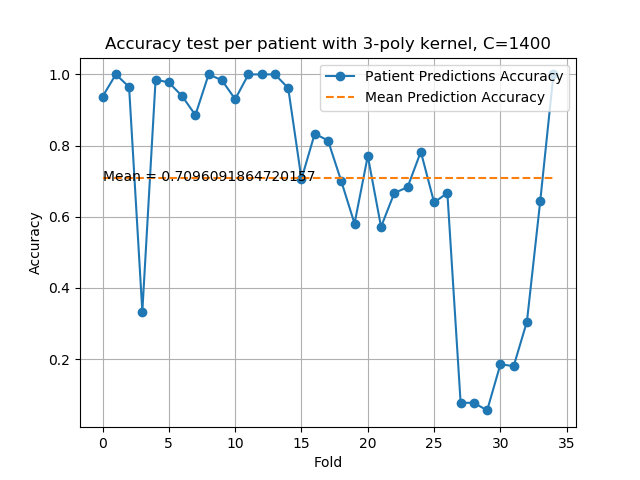 Accuracy test per patient with 3-poly kernel, C=1400
Patient Predictions Accuracy
Mean Prediction Accuracy
Mean = 0.7096091864720157
Accuracy
1.0
0.8
0.6
0.4
0.2
0 5 10 15 20 25 30 35
Fold